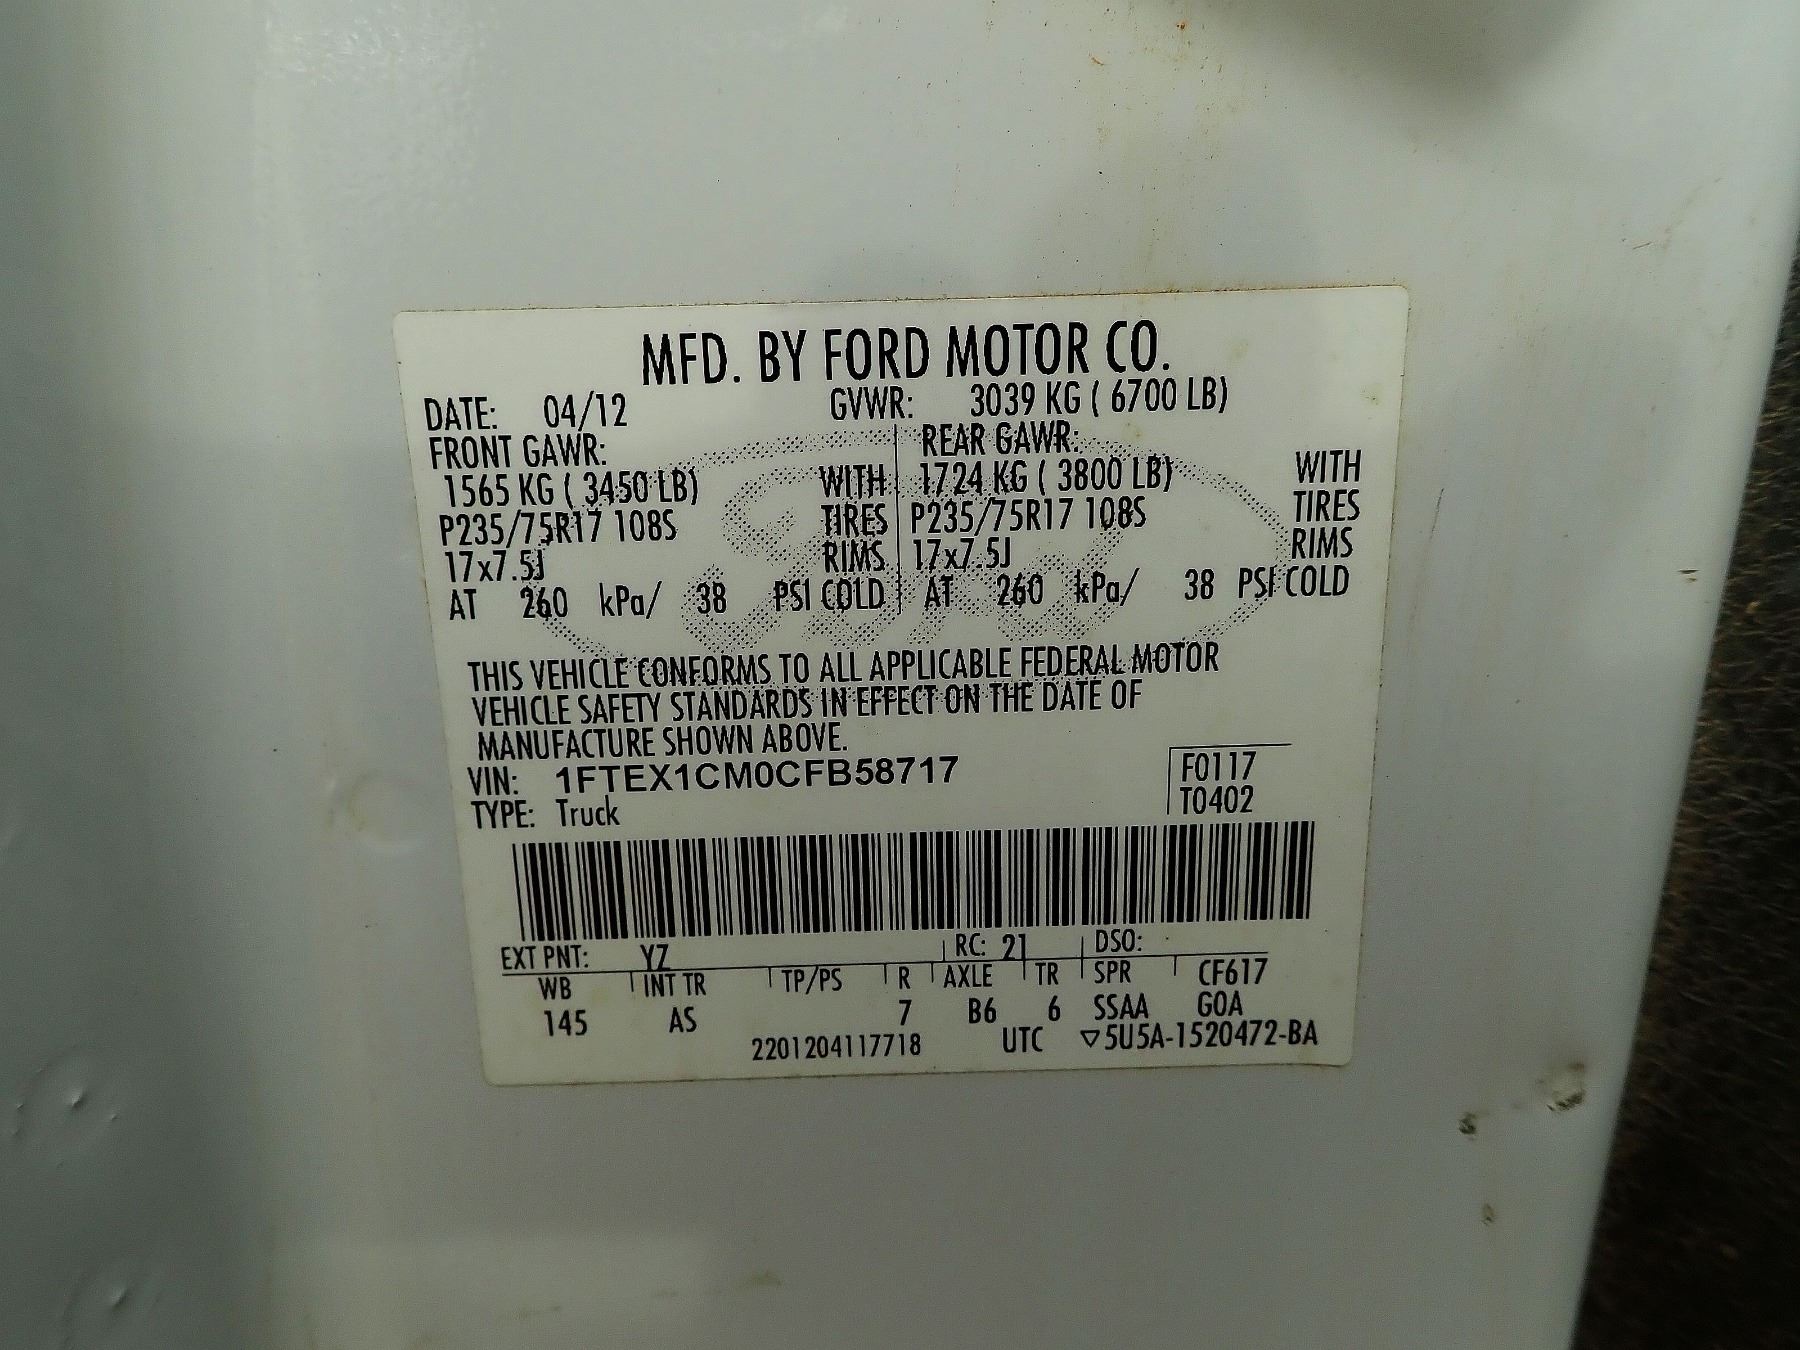 MFD. BY FORD MOTOR CO.
DATE: 04/12 GVWR: 3039 KG ( 6700 LB)
FRONT GAWR: REAR GAWR:
1565 KG ( 3450 LB) WITH 1724 KG ( 3800 LB) WITH
P235/75R17 108S TIRES P235/75R17 108S TIRES
17x7.5J RIMS 17x7.5J RIMS
AT 260 kPa/ 38 PSI COLD AT 260 kPa/ 38 PSI COLD
Ford
THIS VEHICLE CONFORMS TO ALL APPLICABLE FEDERAL MOTOR
VEHICLE SAFETY STANDARDS IN EFFECT ON THE DATE OF
MANUFACTURE SHOWN ABOVE.
VIN: 1FTEX1CM0CFB58717 F0117
TYPE: Truck T0402
EXT PNT: YZ RC: 21 DSO:
WB INT TR TP/PS R AXLE TR SPR CF617
145 AS 7 B6 6 SSAA GOA
2201204117718 UTC ▽5U5A-1520472-BA